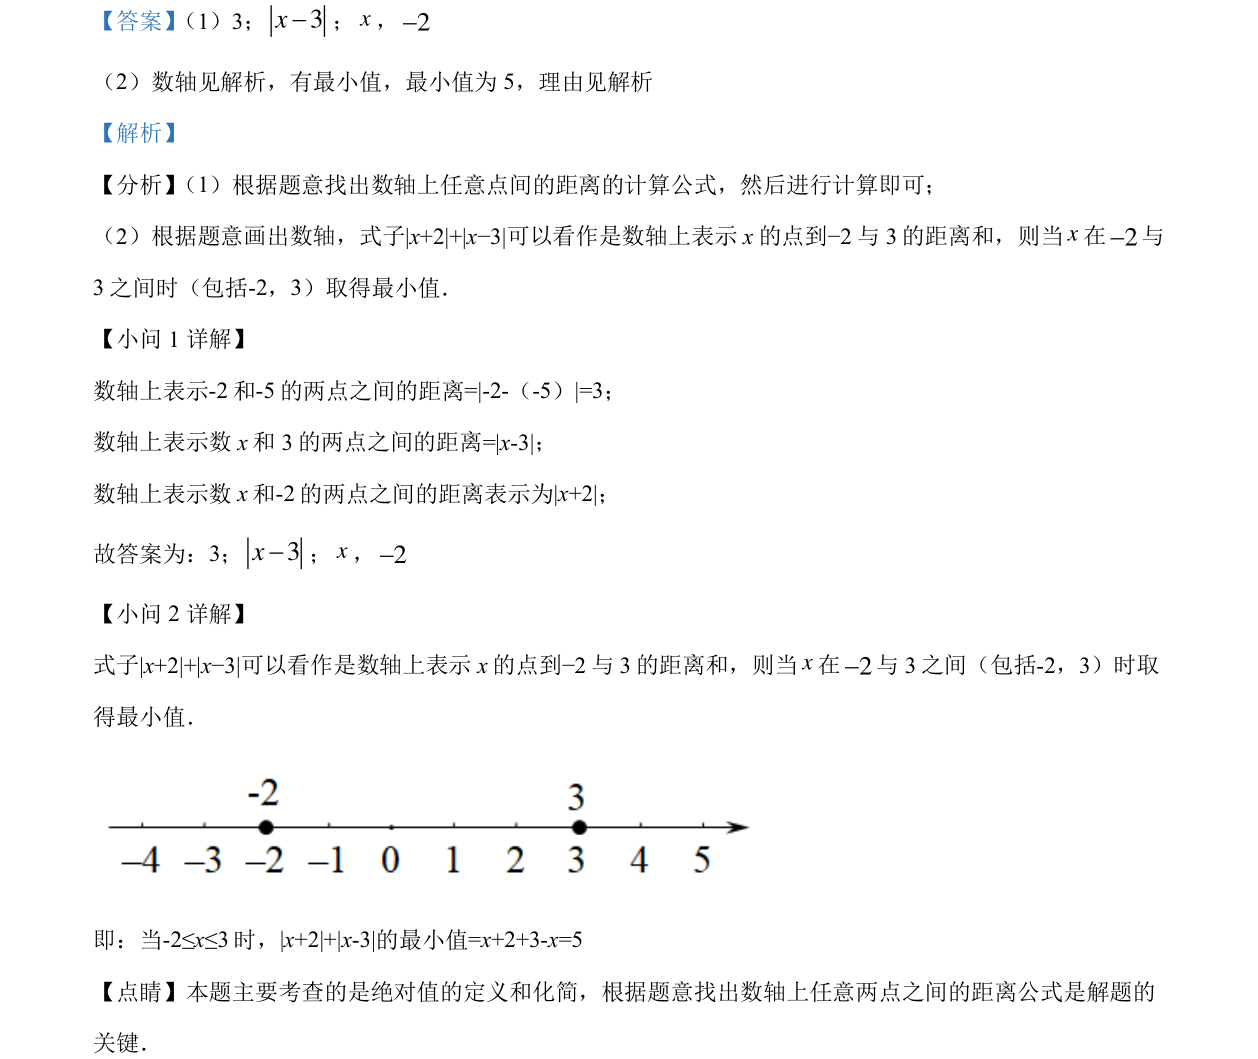 【答案】（1）3；|x－3|；x，–2
（2）数轴见解析，有最小值，最小值为 5，理由见解析
【解析】
【分析】（1）根据题意找出数轴上任意点间的距离的计算公式，然后进行计算即可；
（2）根据题意画出数轴，式子|x+2|+|x−3|可以看作是数轴上表示 x 的点到−2 与 3 的距离和，则当 x 在 –2 与
3 之间时（包括-2，3）取得最小值．
【小问 1 详解】
数轴上表示-2 和-5 的两点之间的距离=|-2-（-5）|=3；
数轴上表示数 x 和 3 的两点之间的距离=|x-3|；
数轴上表示数 x 和-2 的两点之间的距离表示为|x+2|；
故答案为：3；|x－3|；x，–2
【小问 2 详解】
式子|x+2|+|x−3|可以看作是数轴上表示 x 的点到−2 与 3 的距离和，则当 x 在 –2 与 3 之间（包括-2，3）时取
得最小值．
-2 3
–4 –3 –2 –1 0 1 2 3 4 5
即：当-2≤x≤3 时，|x+2|+|x-3|的最小值=x+2+3-x=5
【点睛】本题主要考查的是绝对值的定义和化简，根据题意找出数轴上任意两点之间的距离公式是解题的
关键．